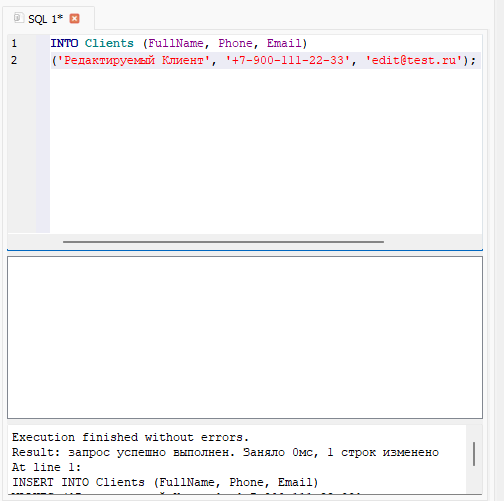 SQL 1*
1 INTO Clients (FullName, Phone, Email)
2 ('Редактируемый Клиент', '+7-900-111-22-33', 'edit@test.ru');
Execution finished without errors.
Result: запрос успешно выполнен. Заняло 0мс, 1 строк изменено
At line 1:
INSERT INTO Clients (FullName, Phone, Email)